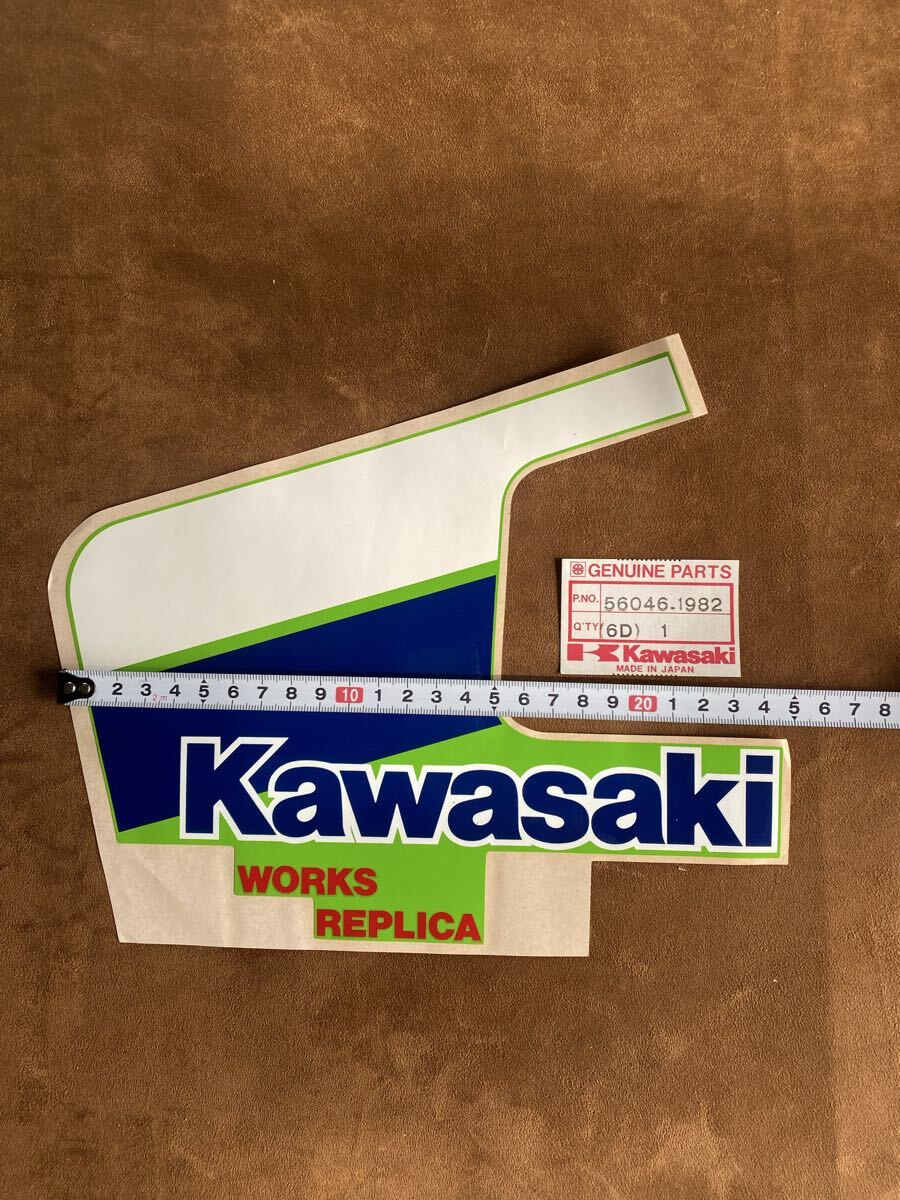 GENUINE PARTS
P.NO. 56046-1982
Q'TY (6D) 1
Kawasaki
MADE IN JAPAN
2 3 2m 4 5 6 7 8 9 10 1 2 3 4 5 6 7 8 9 20 1 2 3 4 5 6 7 8
Kawasaki
WORKS
REPLICA